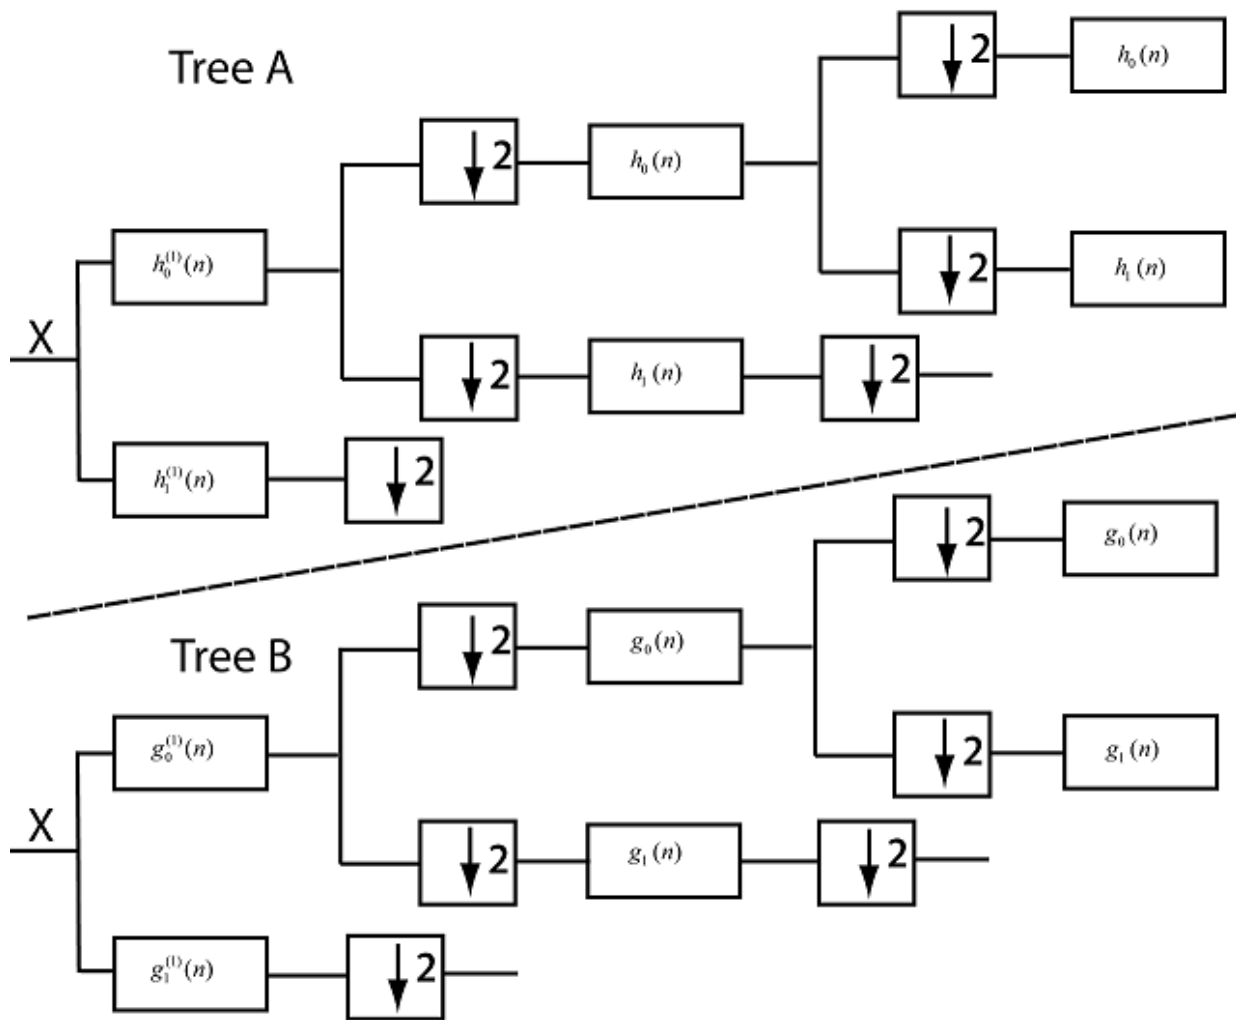 Tree A
↓2
h₀(n)
↓2
h₀(n)
h₀⁽¹⁾(n)
↓2
h₁(n)
X
↓2
h₁(n)
↓2
h₁⁽¹⁾(n)
↓2
↓2
g₀(n)
Tree B
↓2
g₀(n)
g₀⁽¹⁾(n)
↓2
g₁(n)
X
↓2
g₁(n)
↓2
g₁⁽¹⁾(n)
↓2